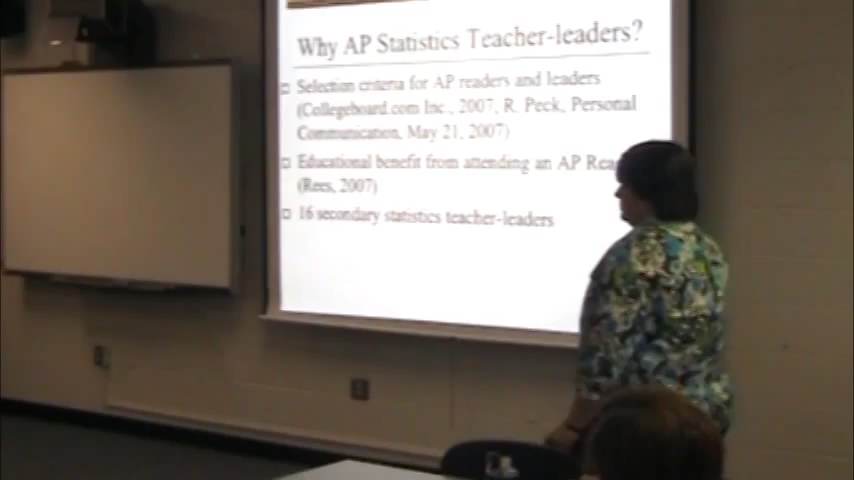 Why AP Statistics Teacher-leaders?
Selection criteria for AP readers and leaders
(Collegeboard.com Inc., 2007, R. Peck, Personal
Communication, May 21, 2007)
Educational benefit from attending an AP Rea
(Rees, 2007)
16 secondary statistics teacher-leaders